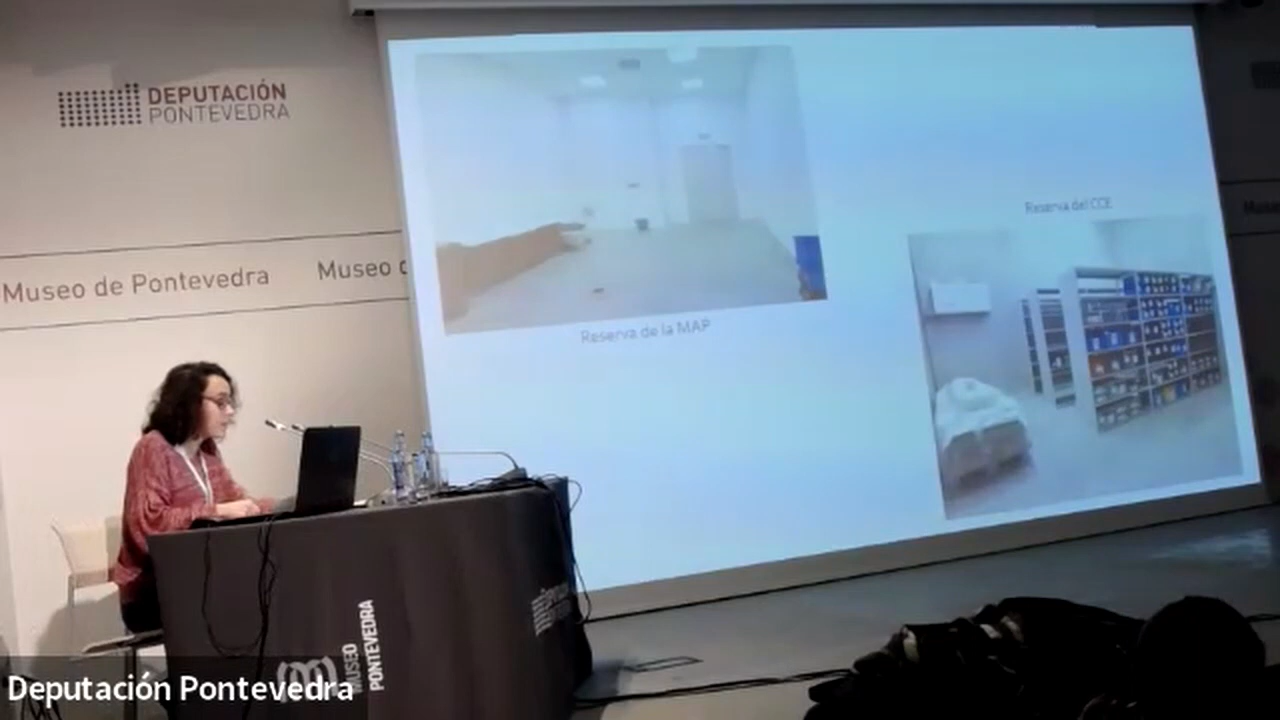 DEPUTACIÓN
PONTEVEDRA
Museo de Pontevedra
Museo
Reserva de la MAP
Reserva del CCE
MUSEO
PONTEVEDRA
Deputación Pontevedra